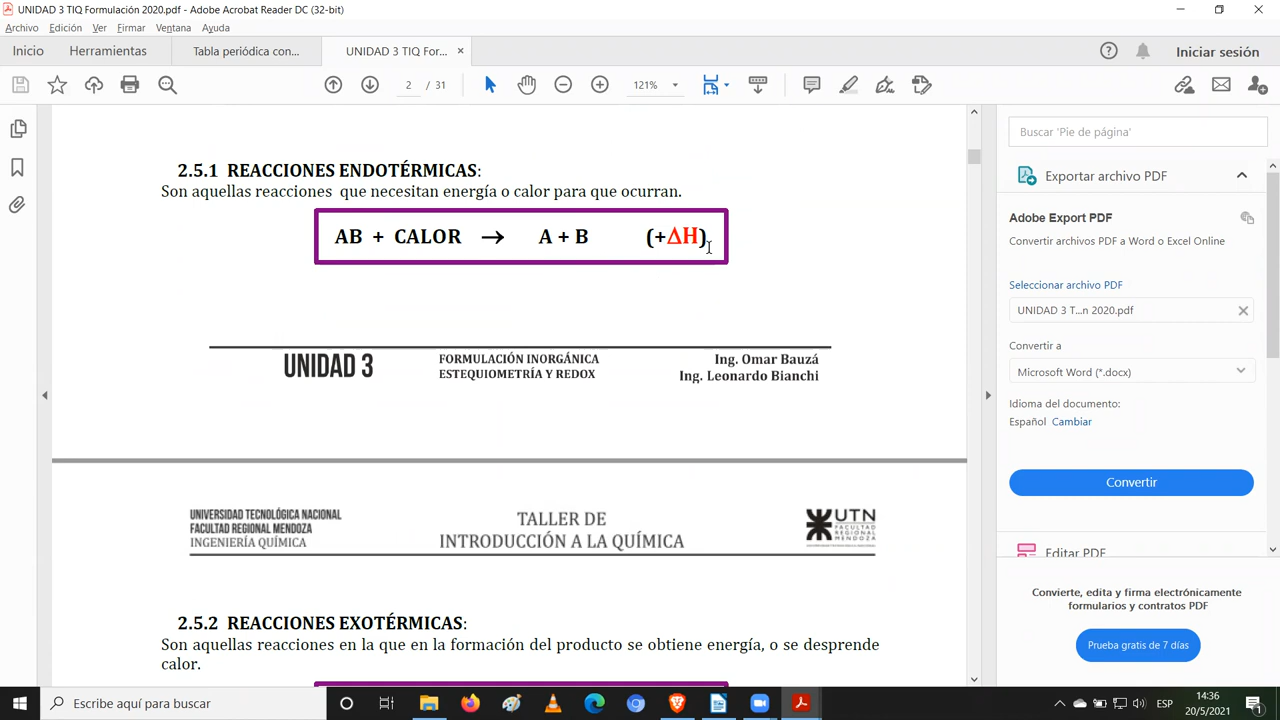 UNIDAD 3 TIQ Formulación 2020.pdf - Adobe Acrobat Reader DC (32-bit)
Archivo Edición Ver Firmar Ventana Ayuda
Inicio Herramientas Tabla periódica con... UNIDAD 3 TIQ For... × Iniciar sesión
2 / 31 121%
2.5.1 REACCIONES ENDOTÉRMICAS:
Son aquellas reacciones que necesitan energía o calor para que ocurran.
AB + CALOR → A + B (+ΔH)
UNIDAD 3
FORMULACIÓN INORGÁNICA
ESTEQUIOMETRÍA Y REDOX
Ing. Omar Bauzá
Ing. Leonardo Bianchi
UNIVERSIDAD TECNOLÓGICA NACIONAL
FACULTAD REGIONAL MENDOZA
INGENIERÍA QUÍMICA
TALLER DE
INTRODUCCIÓN A LA QUÍMICA
UTN
FACULTAD
REGIONAL
MENDOZA
2.5.2 REACCIONES EXOTÉRMICAS:
Son aquellas reacciones en la que en la formación del producto se obtiene energía, o se desprende
calor.
Buscar 'Pie de página'
Exportar archivo PDF
Adobe Export PDF
Convertir archivos PDF a Word o Excel Online
Seleccionar archivo PDF
UNIDAD 3 T...n 2020.pdf
Convertir a
Microsoft Word (*.docx)
Idioma del documento:
Español Cambiar
Convertir
Editar PDF
Convierte, edita y firma electrónicamente
formularios y contratos PDF
Prueba gratis de 7 días
Escribe aquí para buscar
ESP
14:36
20/5/2021